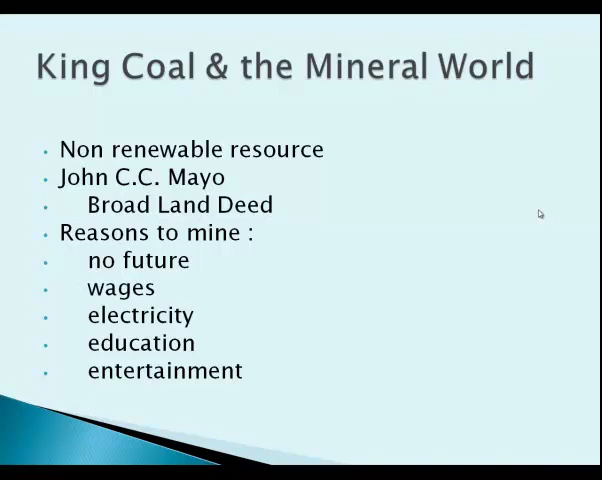 King Coal & the Mineral World
• Non renewable resource
• John C.C. Mayo
• Broad Land Deed
• Reasons to mine :
• no future
• wages
• electricity
• education
• entertainment